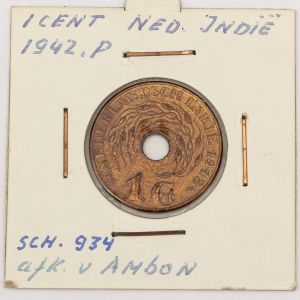 1 CENT NED. INDIË
1942.P
NEDERLANDSCH INDIE 1942
1 C
SCH. 934
afk. v AMBON